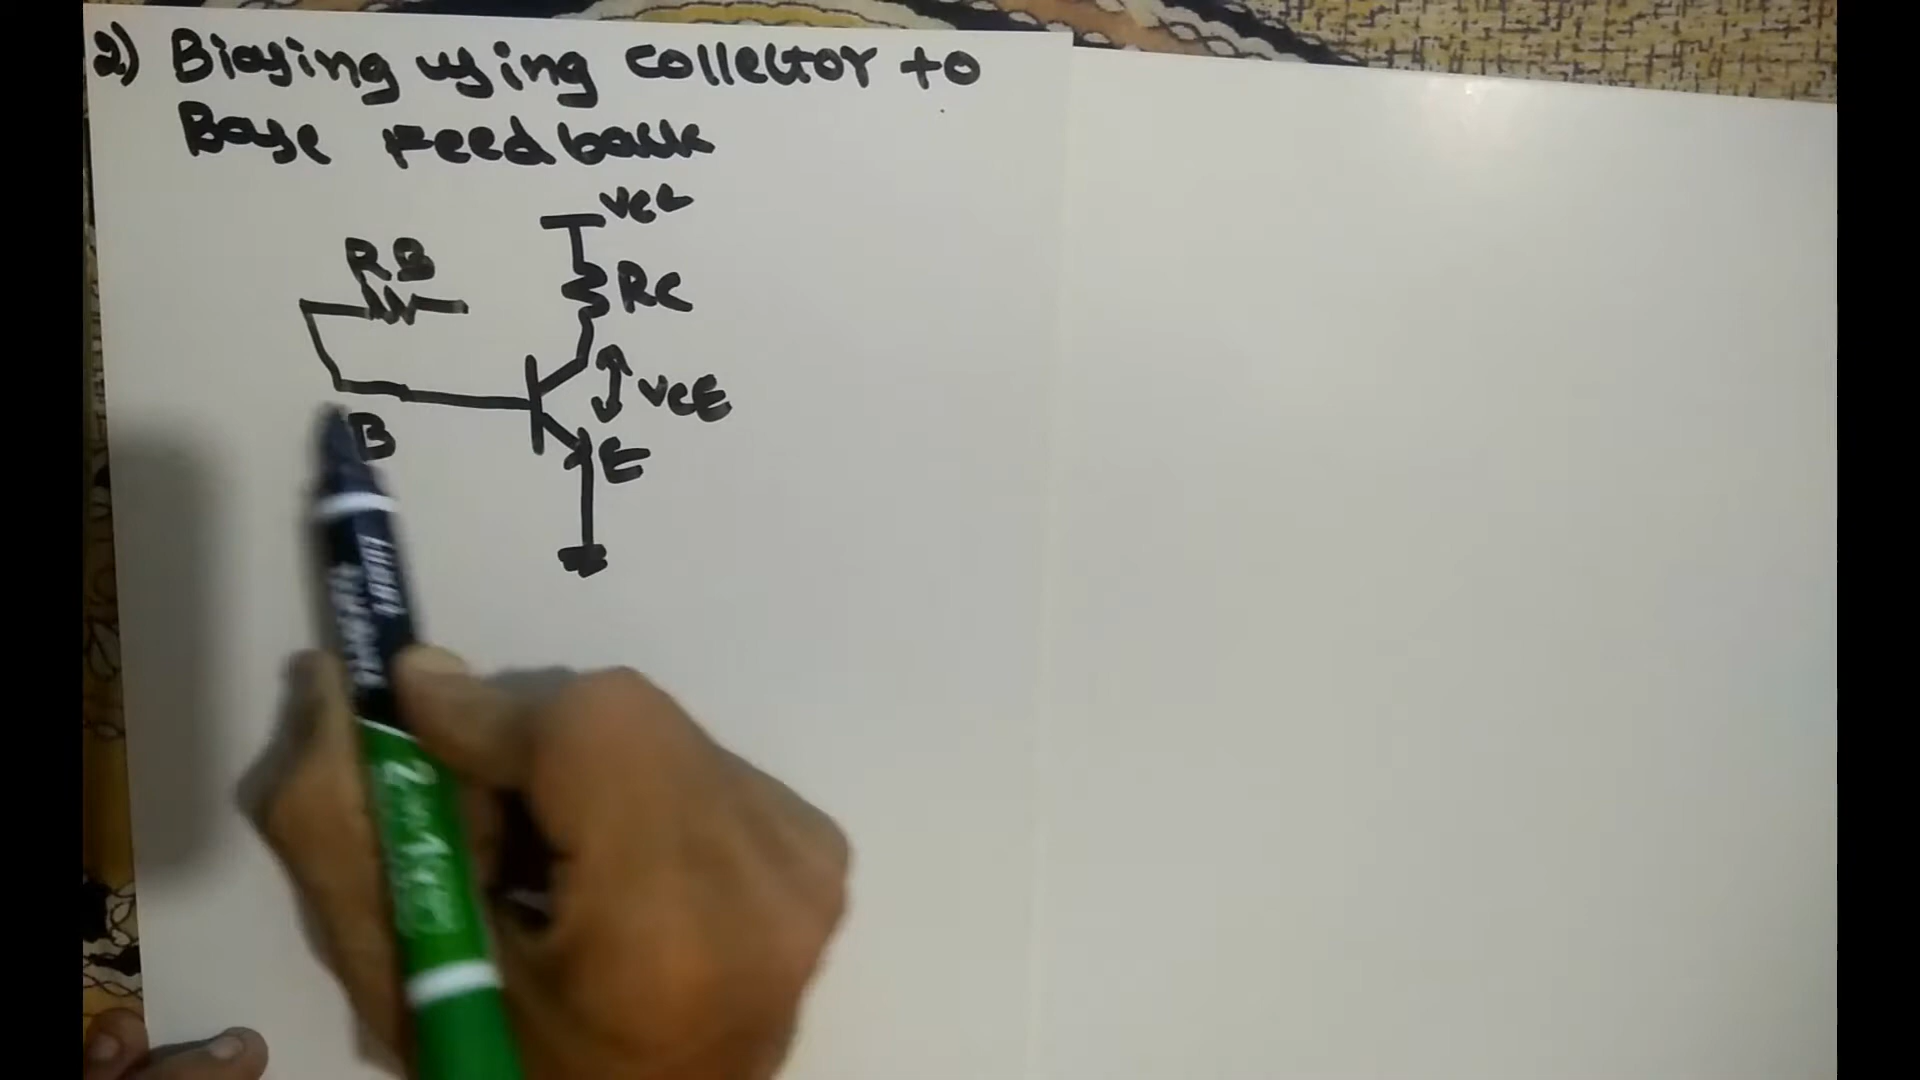 2) Biasing using collector to
Base Feedback
VCC
RB
RC
VCE
B
E